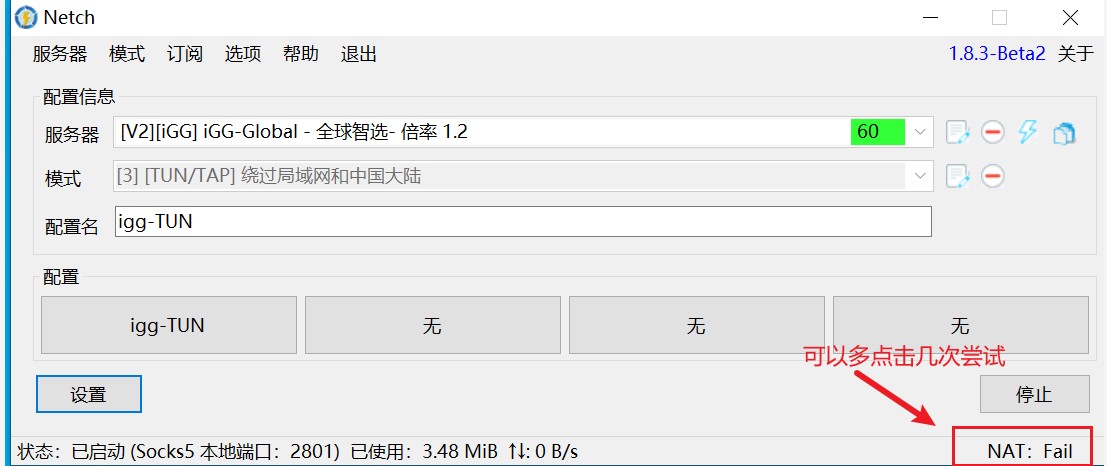 Netch
服务器 模式 订阅 选项 帮助 退出 1.8.3-Beta2 关于
配置信息
服务器 [V2][iGG] iGG-Global - 全球智选- 倍率 1.2 60
模式 [3] [TUN/TAP] 绕过局域网和中国大陆
配置名 igg-TUN
配置
igg-TUN 无 无 无
可以多点击几次尝试
设置 停止
状态：已启动 (Socks5 本地端口：2801) 已使用：3.48 MiB ↑↓: 0 B/s NAT：Fail